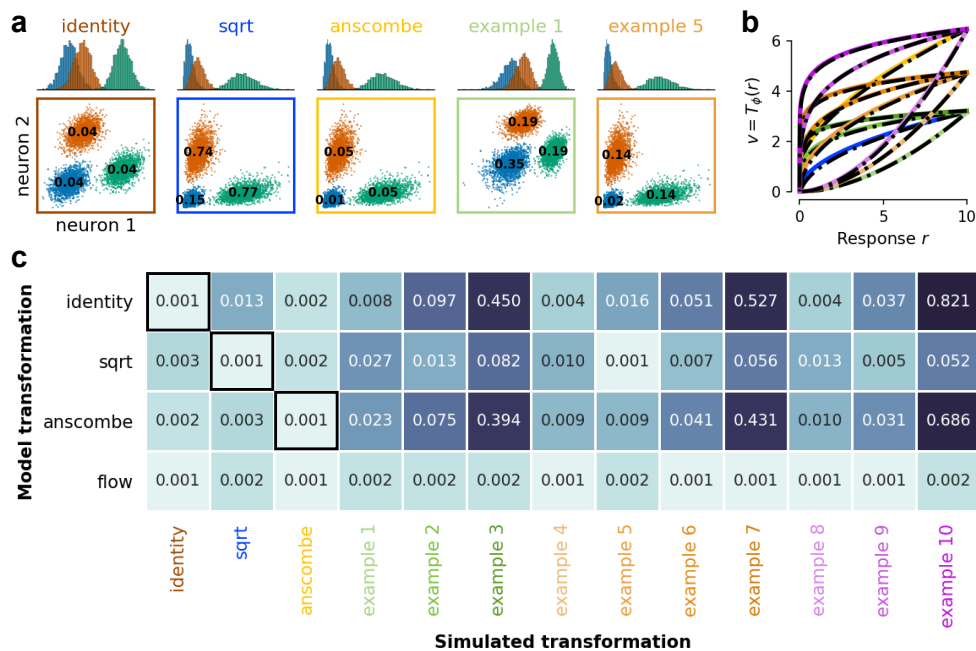 a
identity sqrt anscombe example 1 example 5
neuron 2
0.04 0.04 0.04
0.74 0.15 0.77
0.05 0.01 0.05
0.19 0.35 0.19
0.14 0.02 0.14
neuron 1
b
v = Tϕ(r)
6
4
2
0
0 5 10
Response r
c
Model transformation
identity 0.001 0.013 0.002 0.008 0.097 0.450 0.004 0.016 0.051 0.527 0.004 0.037 0.821
sqrt 0.003 0.001 0.002 0.027 0.013 0.082 0.010 0.001 0.007 0.056 0.013 0.005 0.052
anscombe 0.002 0.003 0.001 0.023 0.075 0.394 0.009 0.009 0.041 0.431 0.010 0.031 0.686
flow 0.001 0.002 0.001 0.002 0.002 0.002 0.001 0.002 0.001 0.001 0.001 0.001 0.002
identity sqrt anscombe example 1 example 2 example 3 example 4 example 5 example 6 example 7 example 8 example 9 example 10
Simulated transformation